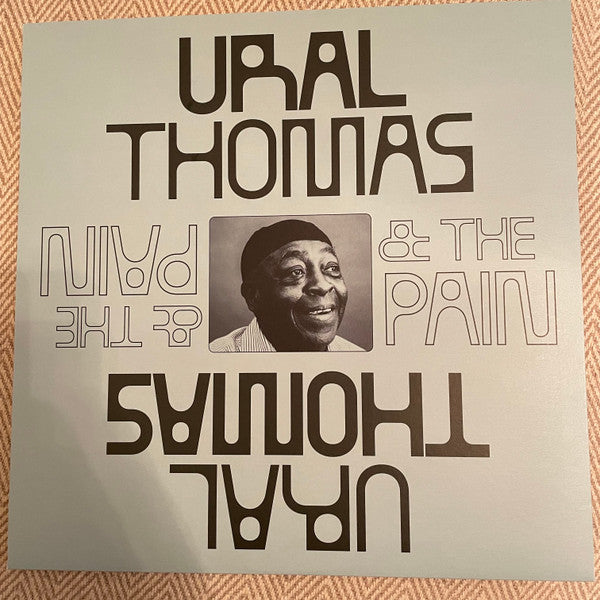 URAL
THOMAS
& THE
PAIN
PAIN
& THE
THOMAS
URAL